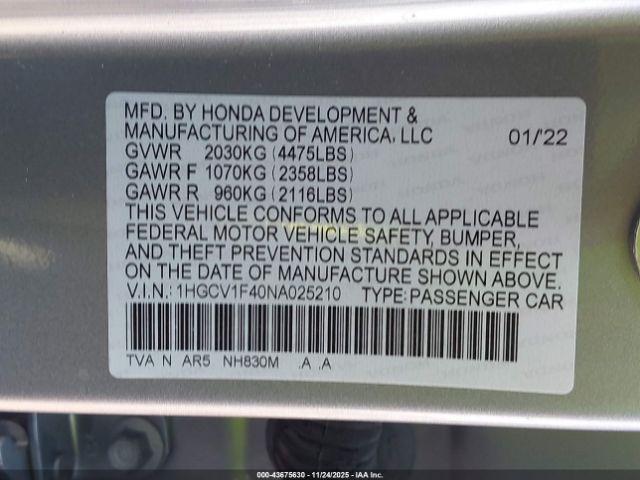 MFD. BY HONDA DEVELOPMENT &
MANUFACTURING OF AMERICA, LLC 01/'22
GVWR 2030KG (4475LBS)
GAWR F 1070KG (2358LBS)
GAWR R 960KG (2116LBS)
THIS VEHICLE CONFORMS TO ALL APPLICABLE
FEDERAL MOTOR VEHICLE SAFETY, BUMPER,
AND THEFT PREVENTION STANDARDS IN EFFECT
ON THE DATE OF MANUFACTURE SHOWN ABOVE.
V.I.N.: 1HGCV1F40NA025210 TYPE: PASSENGER CAR
TVA N AR5 NH830M .A .A
000-43675630 - 11/24/2025 - IAA Inc.